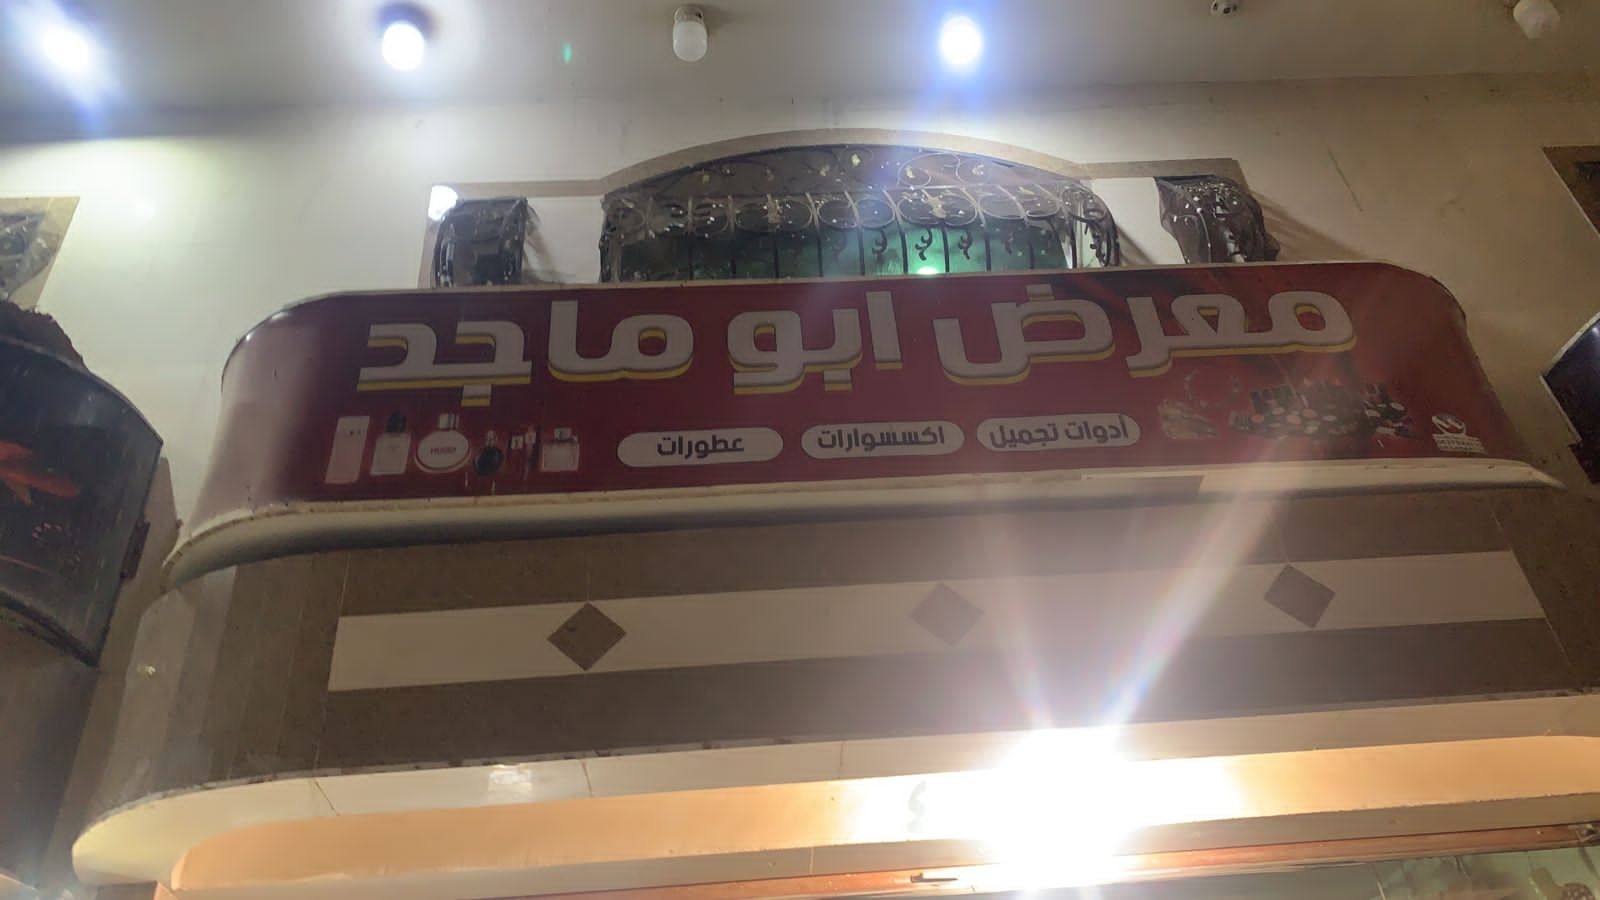 معرض ابو ماجد
أدوات تجميل
اكسسوارات
عطورات